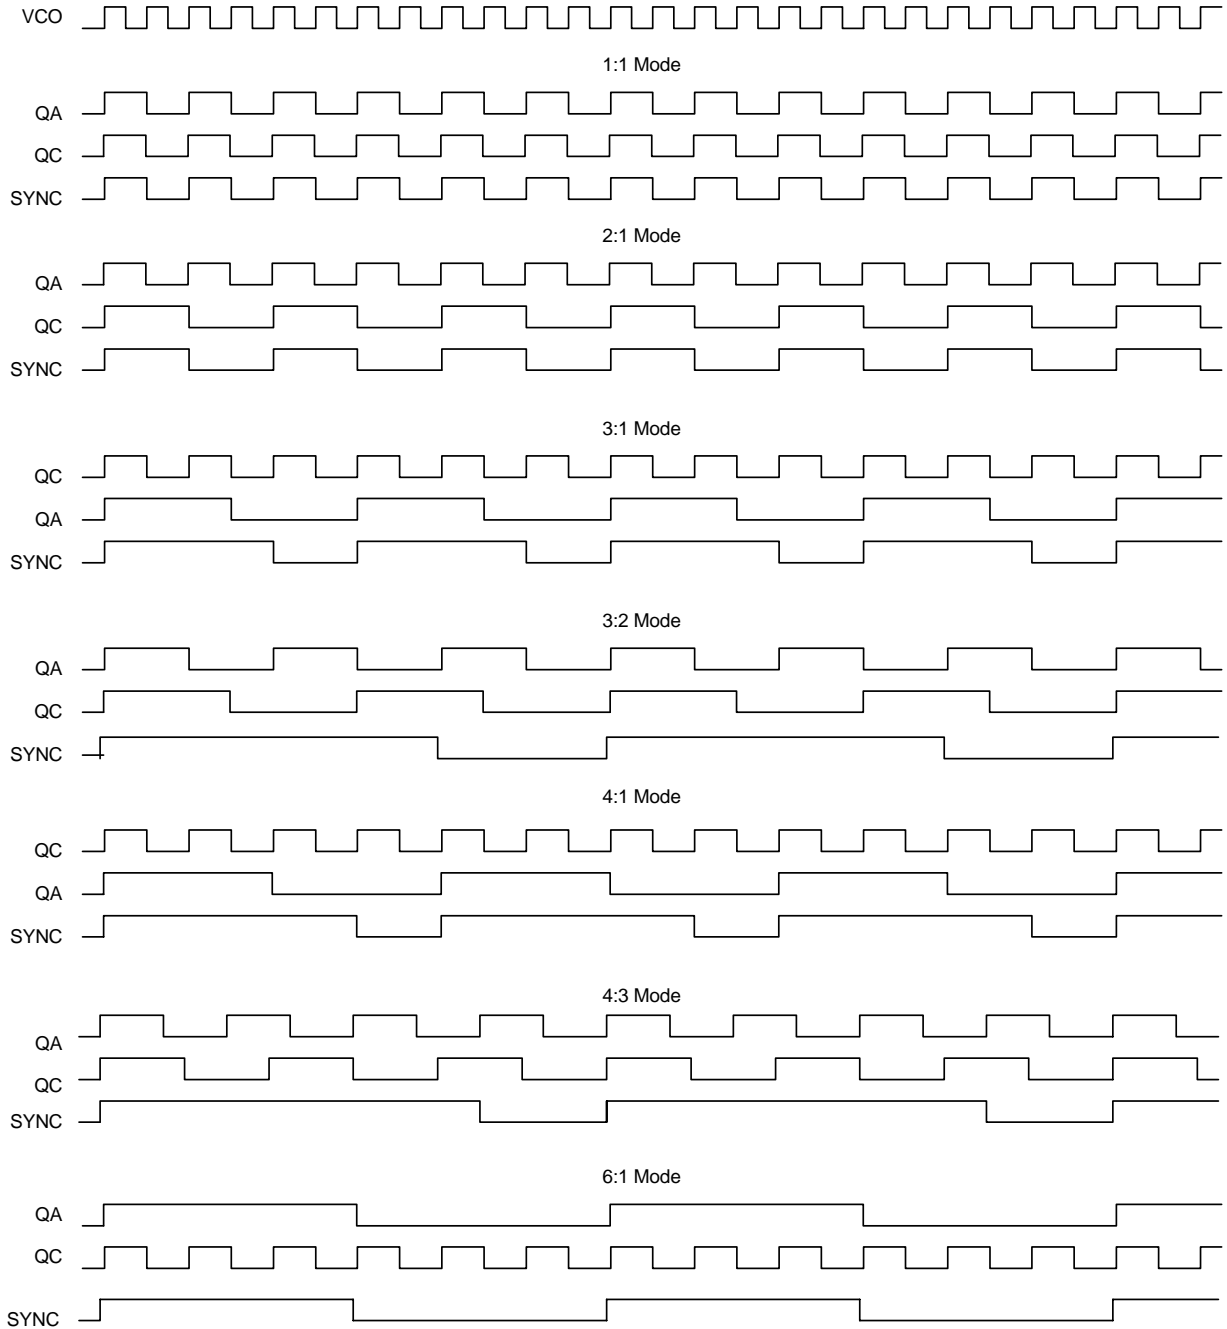 VCO
1:1 Mode
QA
QC
SYNC
2:1 Mode
QA
QC
SYNC
3:1 Mode
QC
QA
SYNC
3:2 Mode
QA
QC
SYNC
4:1 Mode
QC
QA
SYNC
4:3 Mode
QA
QC
SYNC
6:1 Mode
QA
QC
SYNC